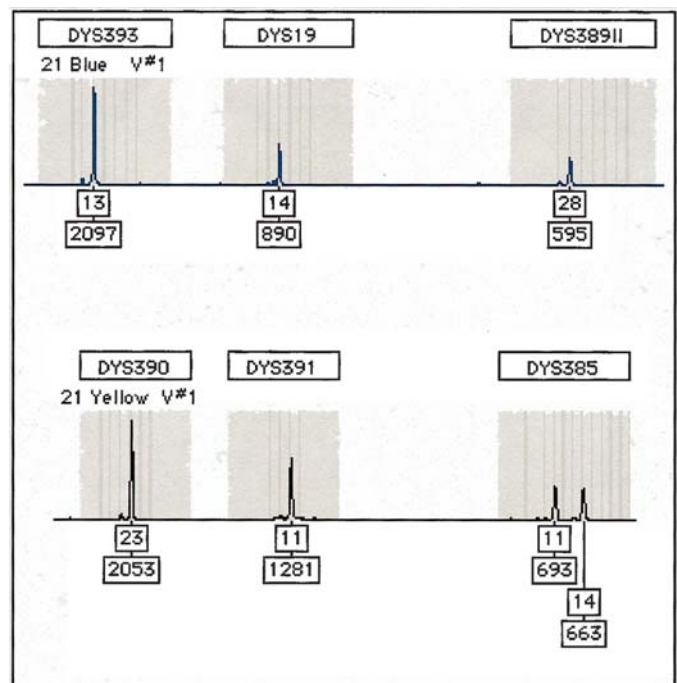 DYS393 DYS19 DYS389II
21 Blue V#1
13 14 28
2097 890 595
DYS390 DYS391 DYS385
21 Yellow V#1
23 11 11
2053 1281 693
14
663